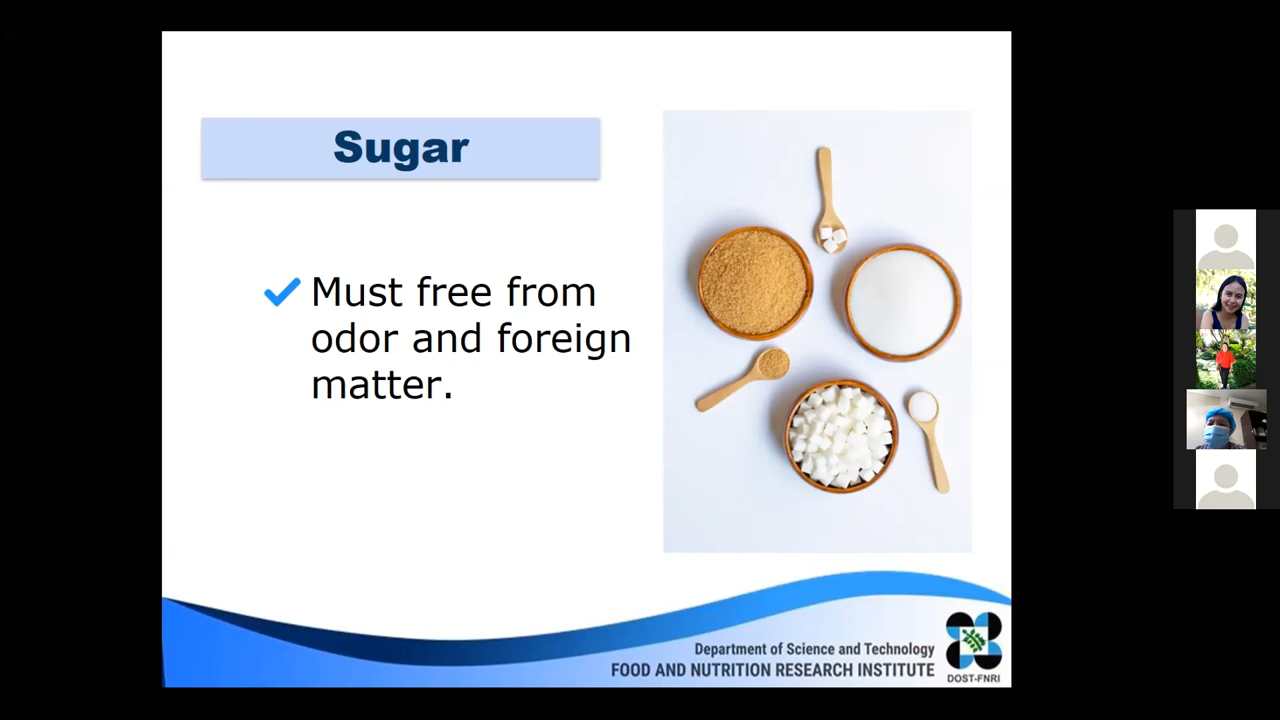 Sugar
Must free from
odor and foreign
matter.
Department of Science and Technology
FOOD AND NUTRITION RESEARCH INSTITUTE
DOST-FNRI